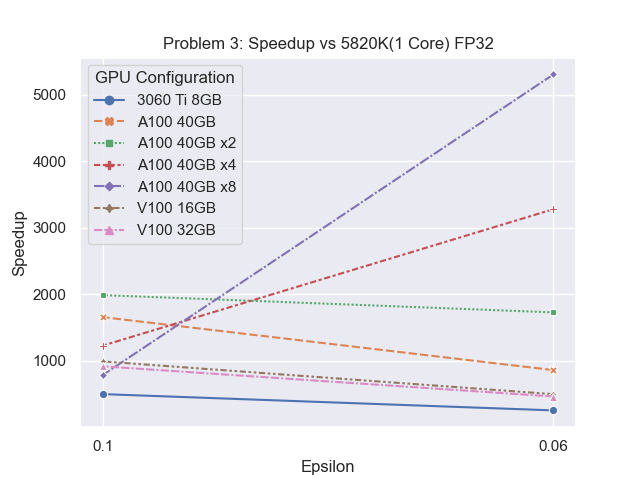 Problem 3: Speedup vs 5820K(1 Core) FP32
GPU Configuration
3060 Ti 8GB
A100 40GB
A100 40GB x2
A100 40GB x4
A100 40GB x8
V100 16GB
V100 32GB
5000
4000
3000
2000
1000
Speedup
0.1
0.06
Epsilon